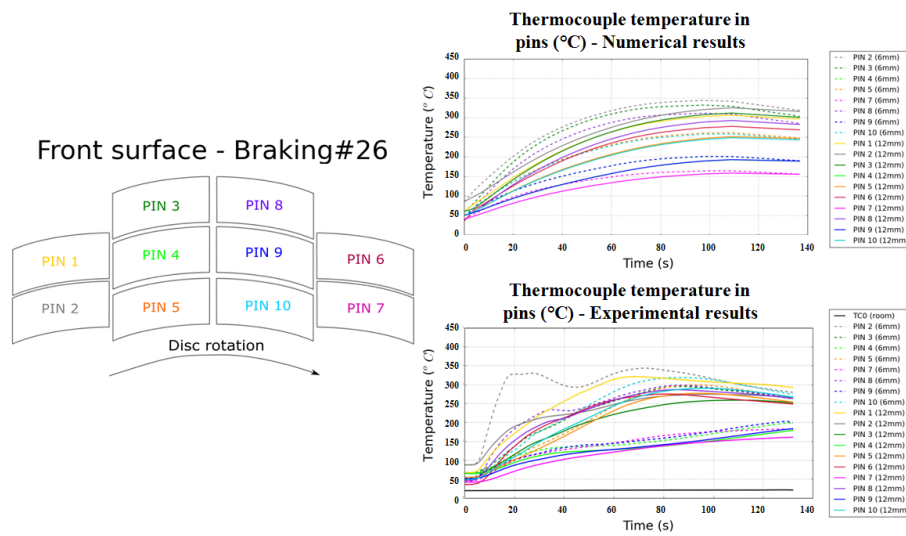 Front surface - Braking#26
PIN 3
PIN 8
PIN 1
PIN 4
PIN 9
PIN 6
PIN 2
PIN 5
PIN 10
PIN 7
Disc rotation
Thermocouple temperature in
pins (°C) - Numerical results
Temperature (° C)
450
400
350
300
250
200
150
100
50
0
0 20 40 60 80 100 120 140
Time (s)
PIN 2 (6mm)
PIN 3 (6mm)
PIN 4 (6mm)
PIN 5 (6mm)
PIN 7 (6mm)
PIN 8 (6mm)
PIN 9 (6mm)
PIN 10 (6mm)
PIN 1 (12mm)
PIN 2 (12mm)
PIN 3 (12mm)
PIN 4 (12mm)
PIN 5 (12mm)
PIN 6 (12mm)
PIN 7 (12mm)
PIN 8 (12mm)
PIN 9 (12mm)
PIN 10 (12mm)
Thermocouple temperature in
pins (°C) - Experimental results
Temperature (° C)
450
400
350
300
250
200
150
100
50
0
0 20 40 60 80 100 120 140
Time (s)
TC0 (room)
PIN 2 (6mm)
PIN 3 (6mm)
PIN 4 (6mm)
PIN 5 (6mm)
PIN 7 (6mm)
PIN 8 (6mm)
PIN 9 (6mm)
PIN 10 (6mm)
PIN 1 (12mm)
PIN 2 (12mm)
PIN 3 (12mm)
PIN 4 (12mm)
PIN 5 (12mm)
PIN 6 (12mm)
PIN 7 (12mm)
PIN 8 (12mm)
PIN 9 (12mm)
PIN 10 (12mm